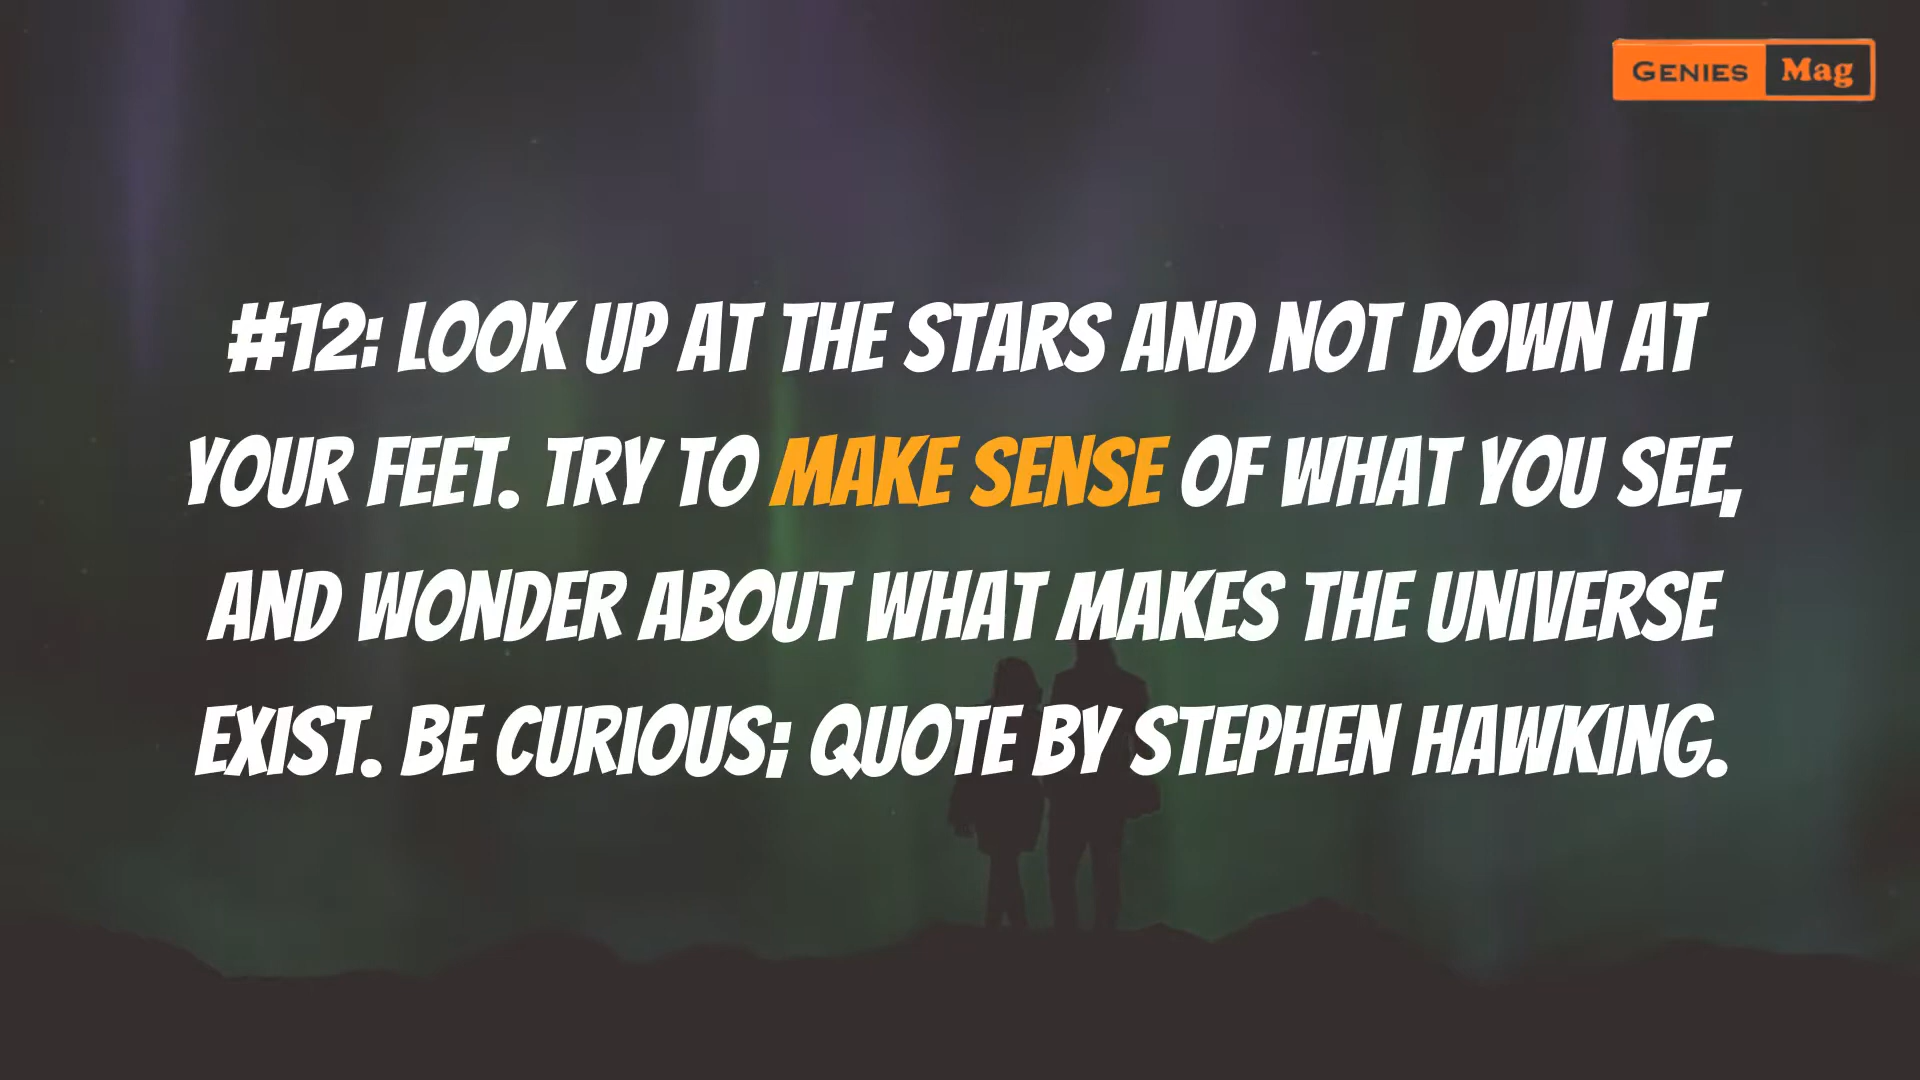 GENIES Mag
#12: LOOK UP AT THE STARS AND NOT DOWN AT
YOUR FEET. TRY TO MAKE SENSE OF WHAT YOU SEE,
AND WONDER ABOUT WHAT MAKES THE UNIVERSE
EXIST. BE CURIOUS; QUOTE BY STEPHEN HAWKING.